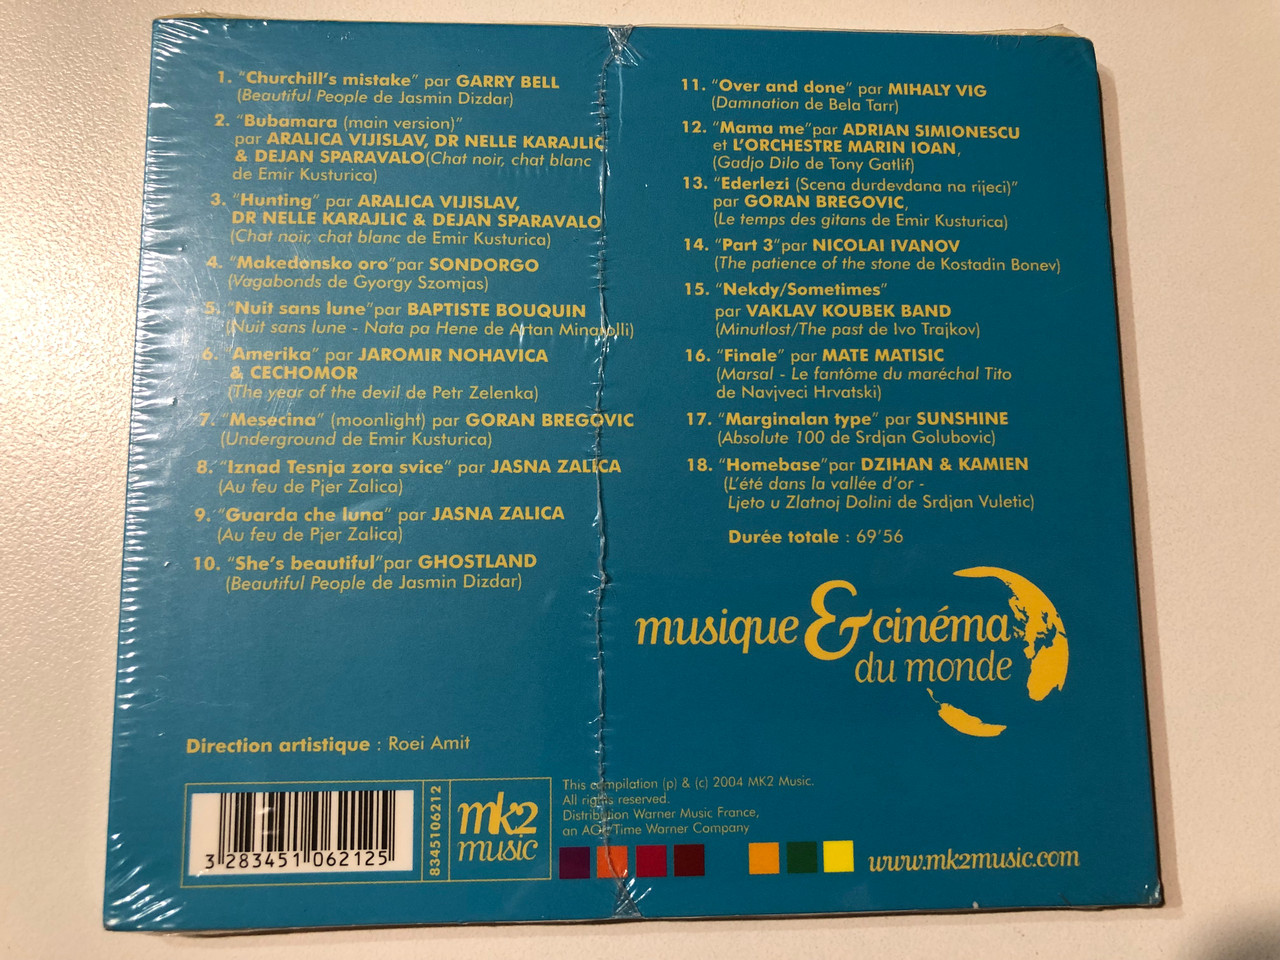 1. "Churchill's mistake" par GARRY BELL
(Beautiful People de Jasmin Dizdar)
2. "Bubamara (main version)"
par ARALICA VIJISLAV, DR NELLE KARAJLIC
& DEJAN SPARAVALO(Chat noir, chat blanc
de Emir Kusturica)
3. "Hunting" par ARALICA VIJISLAV,
DR NELLE KARAJLIC & DEJAN SPARAVALO
(Chat noir, chat blanc de Emir Kusturica)
4. "Makedonsko oro"par SONDORGO
(Vagabonds de Gyorgy Szomjas)
5. "Nuit sans lune"par BAPTISTE BOUQUIN
(Nuit sans lune - Nata pa Hene de Artan Minarolli)
6. "Amerika" par JAROMIR NOHAVICA
& CECHOMOR
(The year of the devil de Petr Zelenka)
7. "Mesecina" (moonlight) par GORAN BREGOVIC
(Underground de Emir Kusturica)
8. "Iznad Tesnja zora svice" par JASNA ZALICA
(Au feu de Pjer Zalica)
9. "Guarda che luna" par JASNA ZALICA
(Au feu de Pjer Zalica)
10. "She's beautiful"par GHOSTLAND
(Beautiful People de Jasmin Dizdar)
11. "Over and done" par MIHALY VIG
(Damnation de Bela Tarr)
12. "Mama me"par ADRIAN SIMIONESCU
et L'ORCHESTRE MARIN IOAN,
(Gadjo Dilo de Tony Gatlif)
13. "Ederlezi (Scena durdevdana na rijeci)"
par GORAN BREGOVIC,
(Le temps des gitans de Emir Kusturica)
14. "Part 3"par NICOLAI IVANOV
(The patience of the stone de Kostadin Bonev)
15. "Nekdy/Sometimes"
par VAKLAV KOUBEK BAND
(Minutlost/The past de Ivo Trajkov)
16. "Finale" par MATE MATISIC
(Marsal - Le fantôme du maréchal Tito
de Navjveci Hrvatski)
17. "Marginalan type" par SUNSHINE
(Absolute 100 de Srdjan Golubovic)
18. "Homebase"par DZIHAN & KAMIEN
(L'été dans la vallée d'or -
Ljeto u Zlatnoj Dolini de Srdjan Vuletic)
Durée totale : 69'56
musique & cinéma
du monde
Direction artistique : Roei Amit
3 283451 062125
8345106212
mk2
music
This compilation (p) & (c) 2004 MK2 Music.
All rights reserved.
Distribution Warner Music France,
an AOL/Time Warner Company
www.mk2music.com